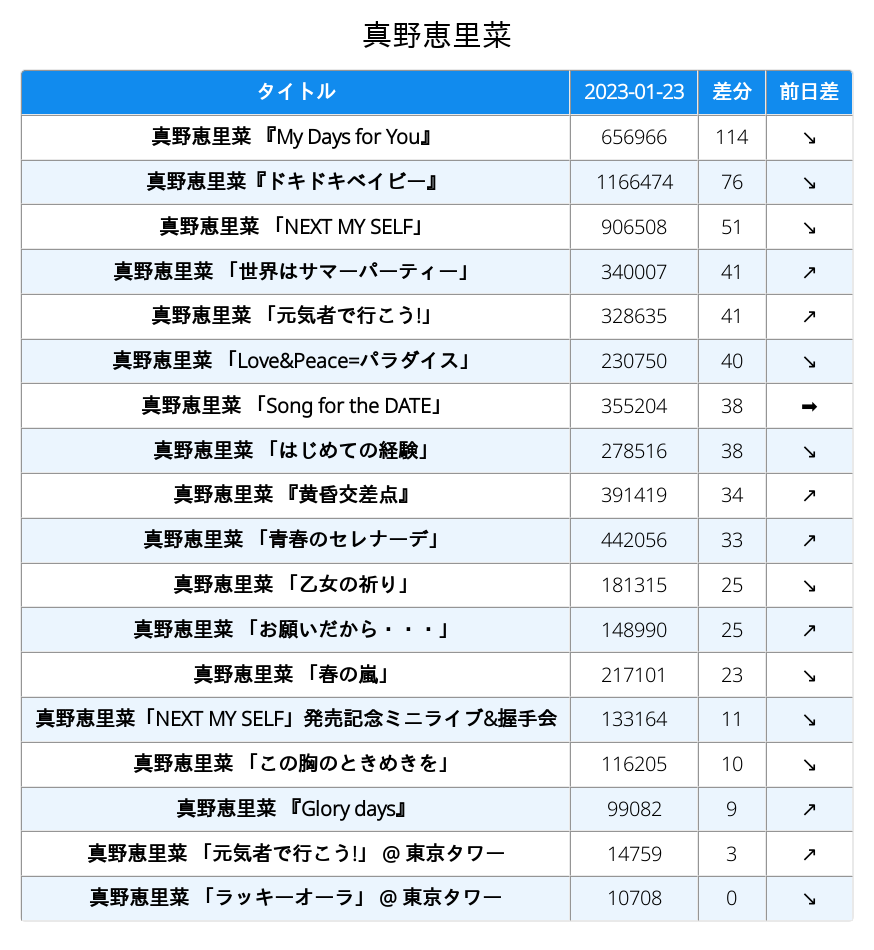 真野恵里菜
タイトル 2023-01-23 差分 前日差
真野恵里菜 『My Days for You』 656966 114 ↘
真野恵里菜『ドキドキベイビー』 1166474 76 ↘
真野恵里菜 「NEXT MY SELF」 906508 51 ↘
真野恵里菜 「世界はサマーパーティー」 340007 41 ↗
真野恵里菜 「元気者で行こう!」 328635 41 ↗
真野恵里菜 「Love&Peace=パラダイス」 230750 40 ↘
真野恵里菜 「Song for the DATE」 355204 38 ➡
真野恵里菜 「はじめての経験」 278516 38 ↘
真野恵里菜 『黄昏交差点』 391419 34 ↗
真野恵里菜 「青春のセレナーデ」 442056 33 ↗
真野恵里菜 「乙女の祈り」 181315 25 ↘
真野恵里菜 「お願いだから・・・」 148990 25 ↗
真野恵里菜 「春の嵐」 217101 23 ↘
真野恵里菜「NEXT MY SELF」発売記念ミニライブ&握手会 133164 11 ↘
真野恵里菜 「この胸のときめきを」 116205 10 ↘
真野恵里菜 『Glory days』 99082 9 ↗
真野恵里菜 「元気者で行こう!」 @ 東京タワー 14759 3 ↗
真野恵里菜 「ラッキーオーラ」 @ 東京タワー 10708 0 ↘